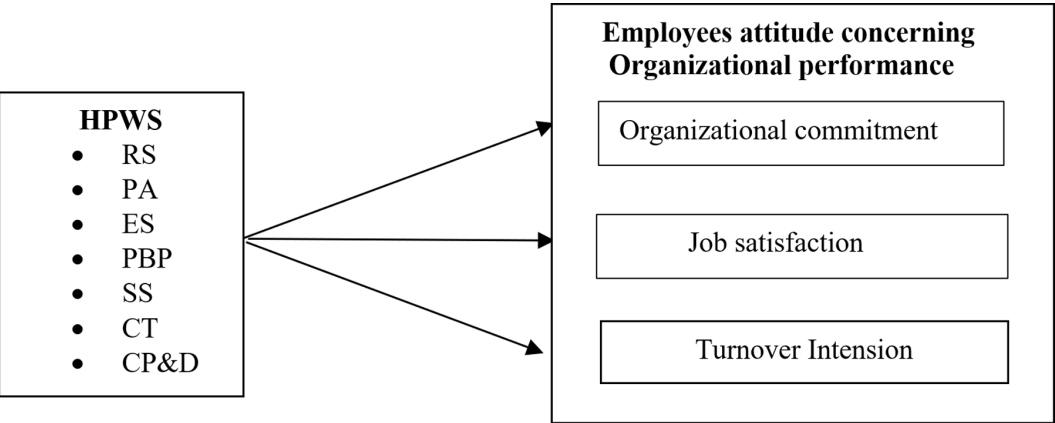 HPWS
• RS
• PA
• ES
• PBP
• SS
• CT
• CP&D
Employees attitude concerning
Organizational performance
Organizational commitment
Job satisfaction
Turnover Intension